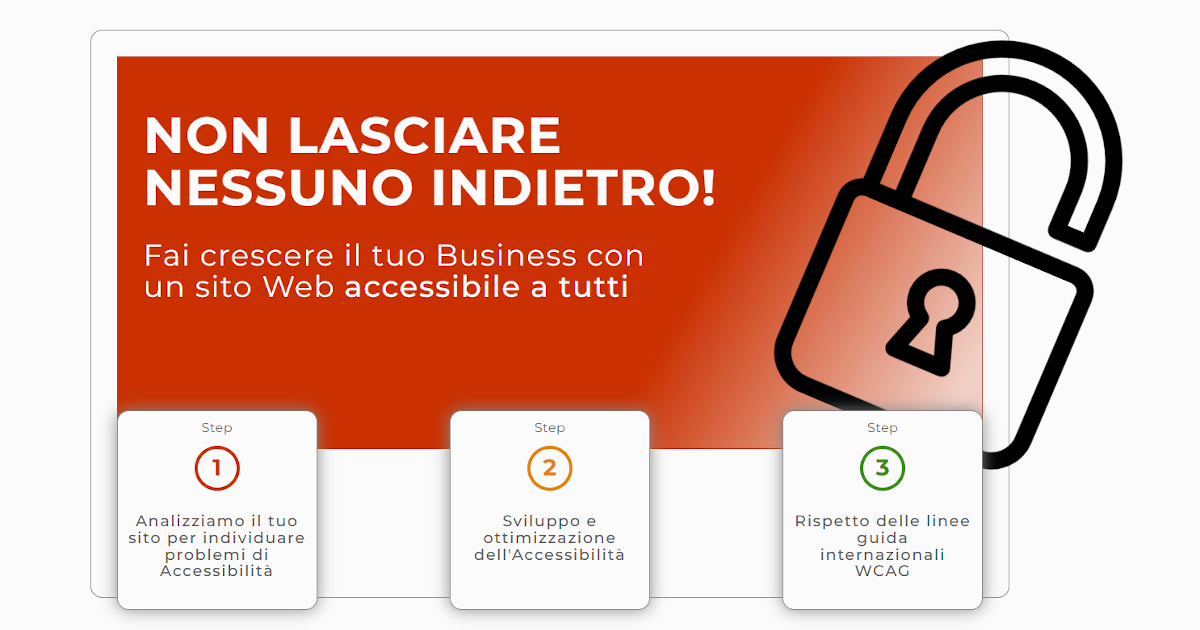 NON LASCIARE
NESSUNO INDIETRO!
Fai crescere il tuo Business con
un sito Web accessibile a tutti
Step
1
Analizziamo il tuo
sito per individuare
problemi di
Accessibilità
Step
2
Sviluppo e
ottimizzazione
dell'Accessibilità
Step
3
Rispetto delle linee
guida
internazionali
WCAG